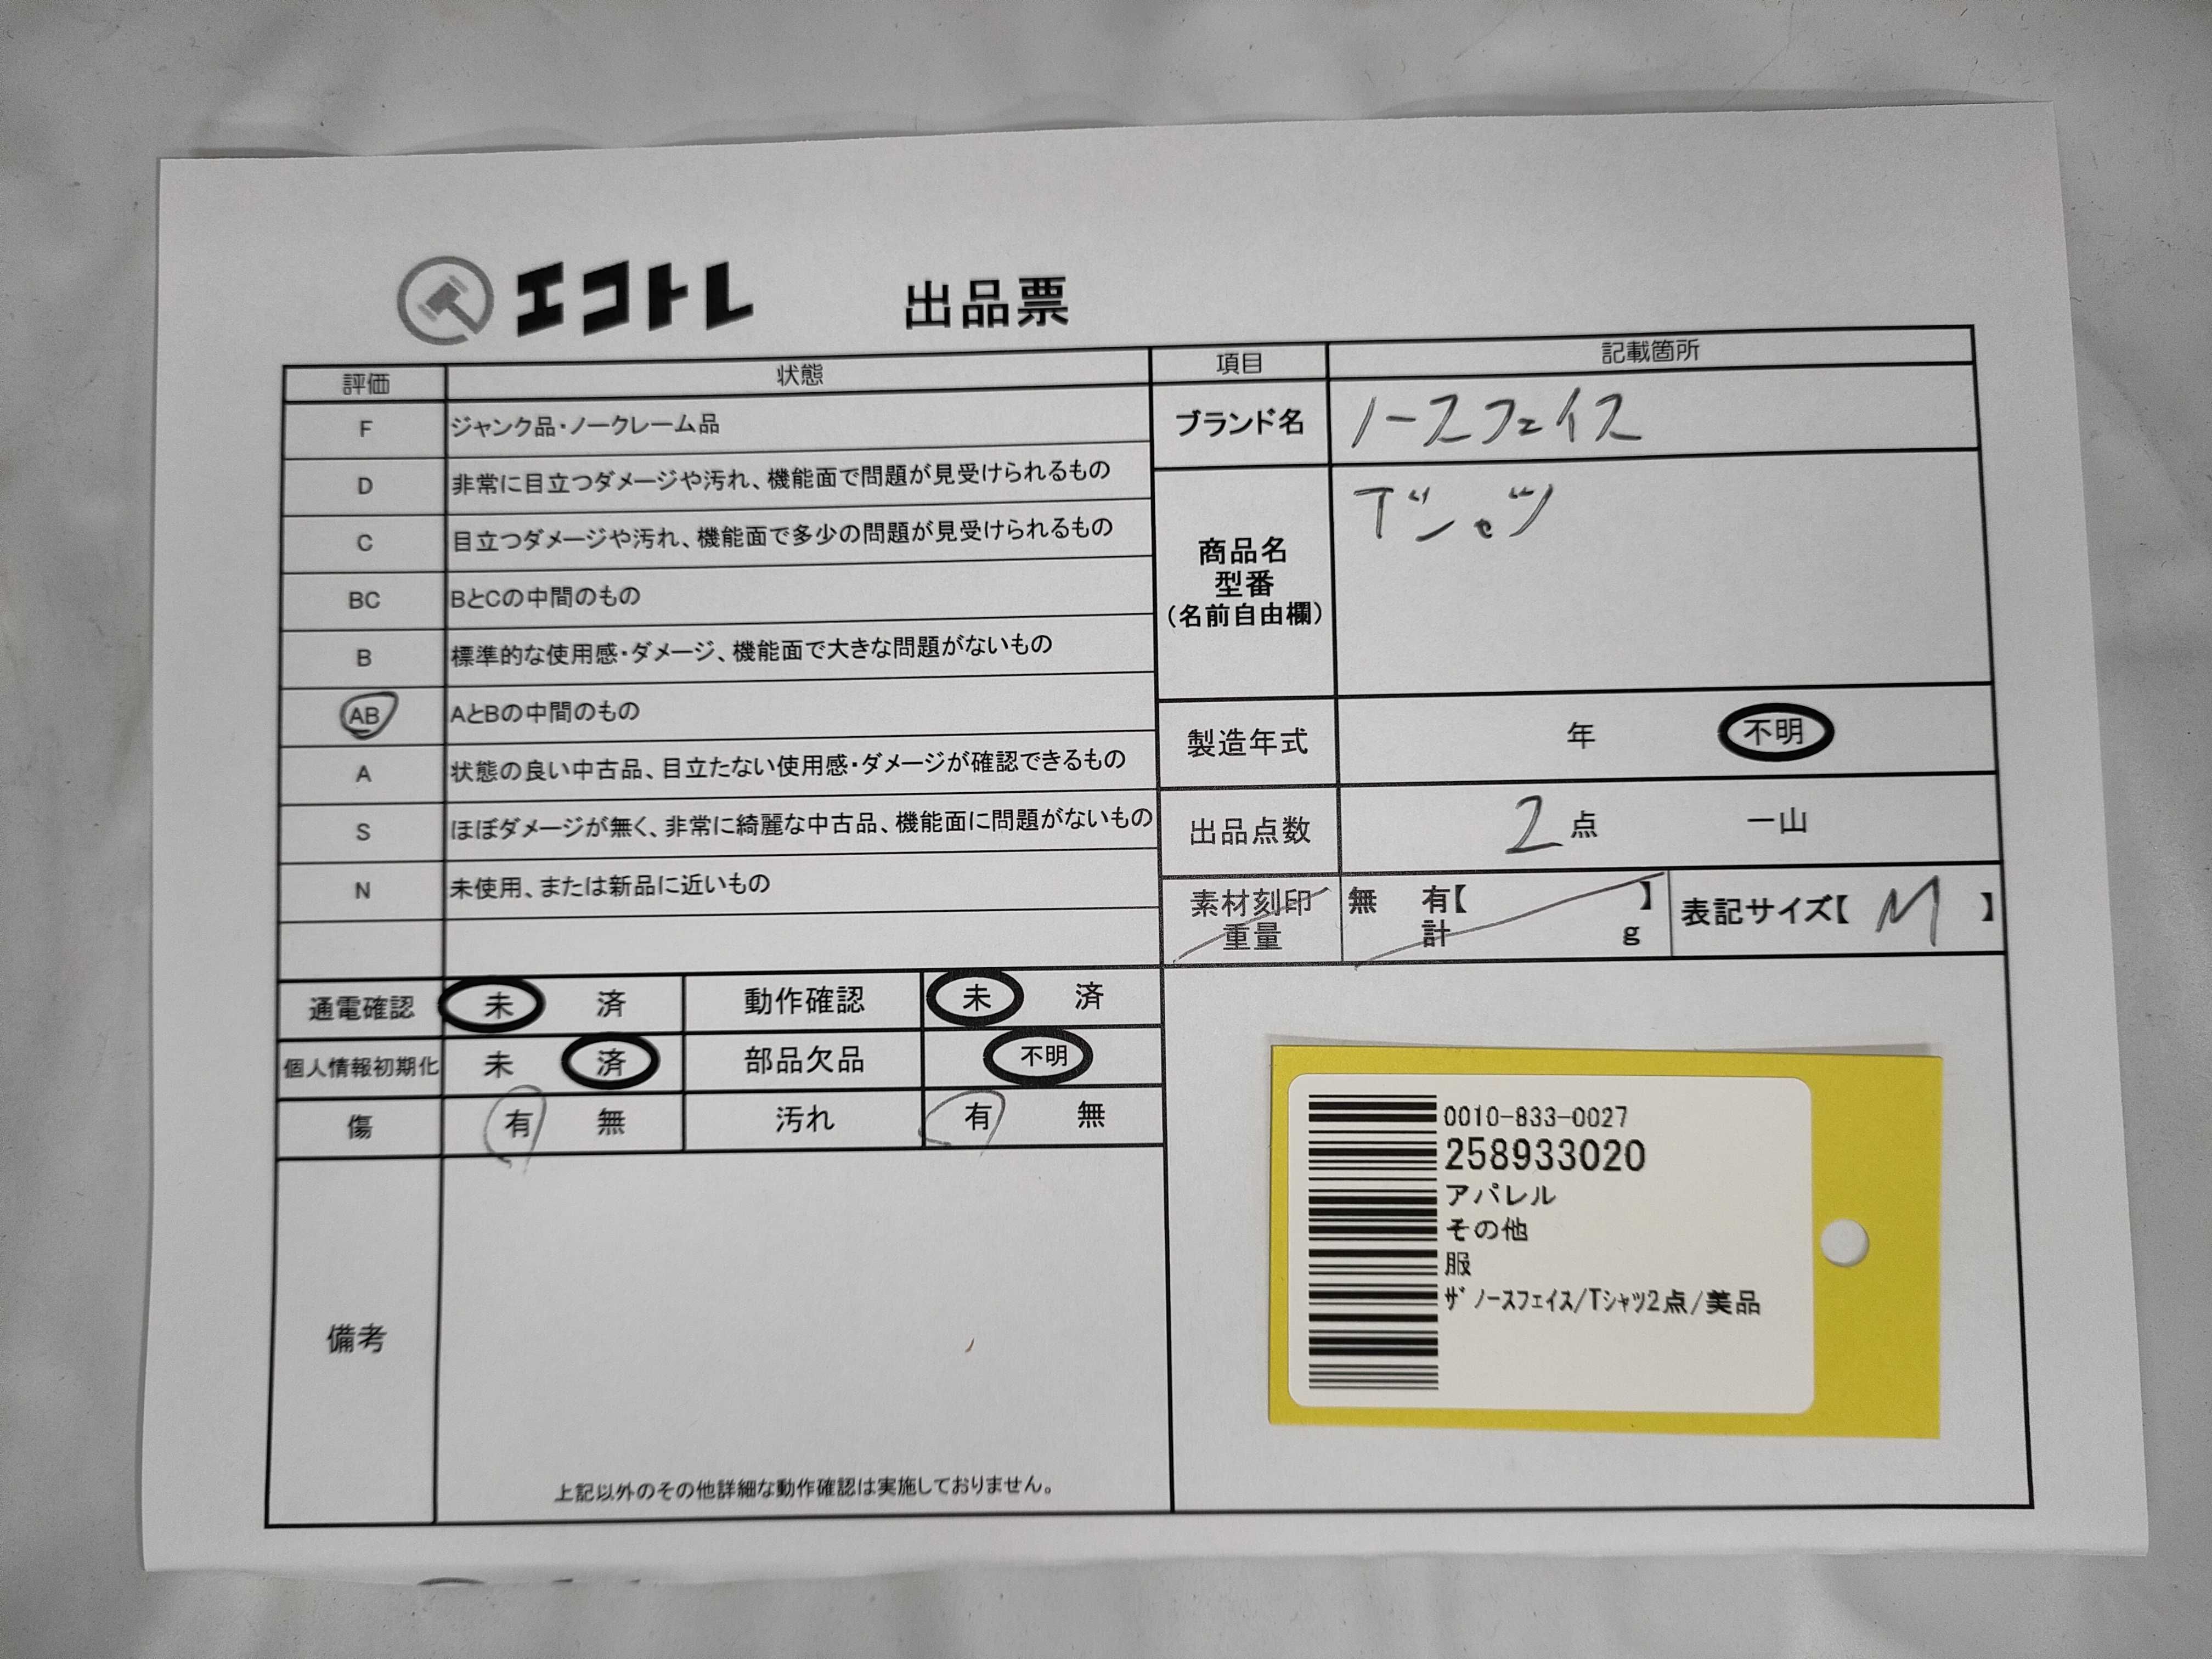 エコトレ 出品票
評価 状態 項目 記載箇所
F ジャンク品・ノークレーム品
D 非常に目立つダメージや汚れ、機能面で問題が見受けられるもの
C 目立つダメージや汚れ、機能面で多少の問題が見受けられるもの
BC BとCの中間のもの
B 標準的な使用感・ダメージ、機能面で大きな問題がないもの
AB AとBの中間のもの
A 状態の良い中古品、目立たない使用感・ダメージが確認できるもの
S ほぼダメージが無く、非常に綺麗な中古品、機能面に問題がないもの
N 未使用、または新品に近いもの
ブランド名 ノースフェイス
商品名
型番
(名前自由欄)
Tシャツ
製造年式 年 不明
出品点数 2点 一山
素材刻印
重量
無 有【 】
計 g
表記サイズ【 M 】
通電確認 未 済 動作確認 未 済
個人情報初期化 未 済 部品欠品 不明
傷 有 無 汚れ 有 無
備考
上記以外のその他詳細な動作確認は実施しておりません。
0010-833-0027
258933020
アパレル
その他
服
ｻﾞﾉｰｽﾌｪｲｽ/Tｼｬﾂ2点/美品